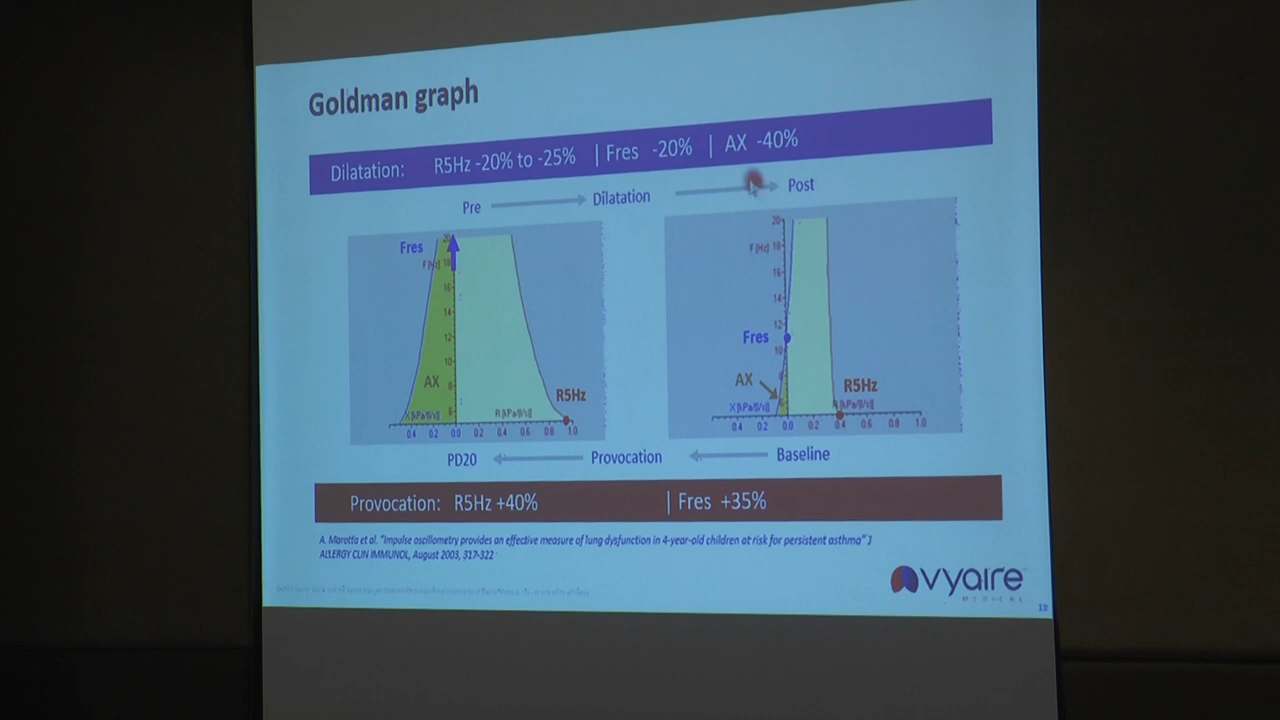 Goldman graph
Dilatation: R5Hz -20% to -25% | Fres -20% | AX -40%
Pre Dilatation Post
Fres
F [Hz]
20
18
16
14
12
10
8
6
AX
R5Hz
X [kPa/(l/s)] R [kPa/(l/s)]
0.4 0.2 0.0 0.2 0.4 0.6 0.8 1.0
20
F [Hz] 18
16
14
12
Fres
10
8
AX
R5Hz
X [kPa/(l/s)] R [kPa/(l/s)]
0.4 0.2 0.0 0.2 0.4 0.6 0.8 1.0
PD20 Provocation Baseline
Provocation: R5Hz +40% | Fres +35%
A. Marotta et al. "Impulse oscillometry provides an effective measure of lung dysfunction in 4-year-old children at risk for persistent asthma" J
ALLERGY CLIN IMMUNOL, August 2003, 317-322
vyaire
MEDICAL
19